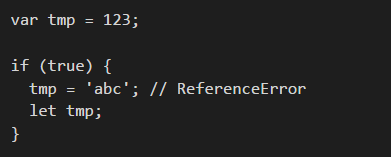 var tmp = 123;
if (true) {
tmp = 'abc'; // ReferenceError
let tmp;
}